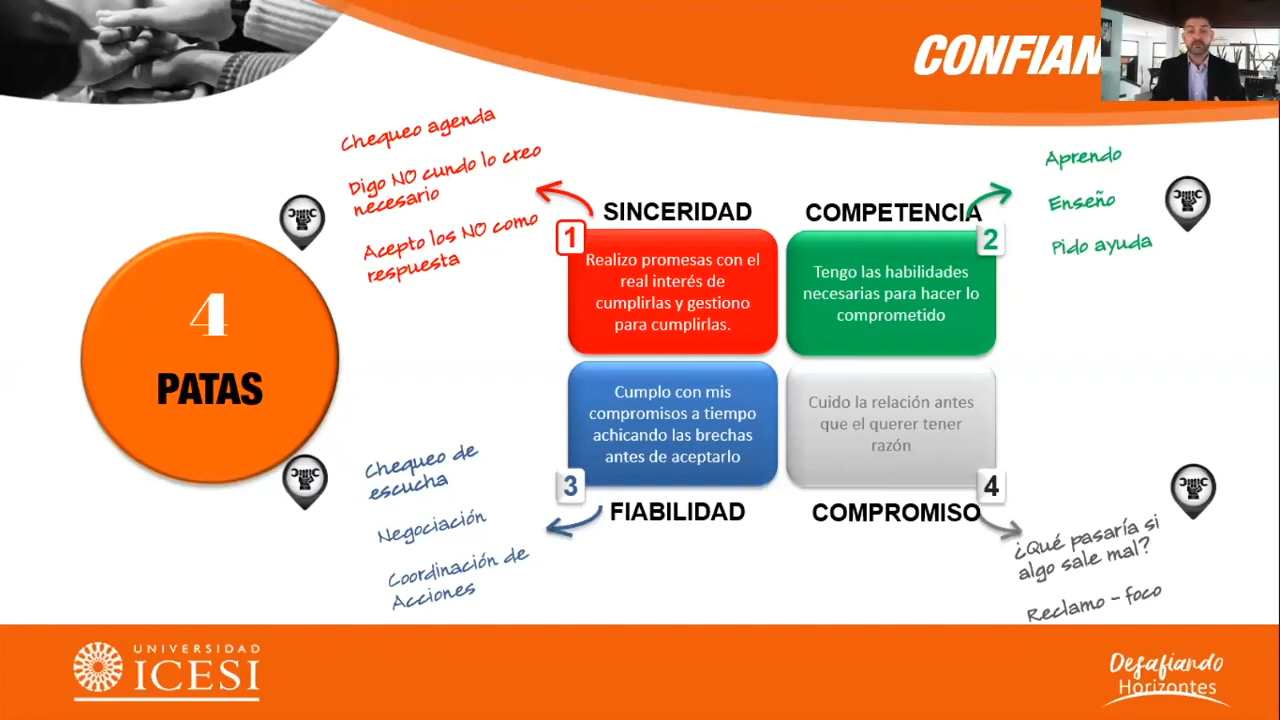 CONFIAN
Chequeo agenda
Digo NO cundo lo creo
necesario
Acepto los NO como
respuesta
4
PATAS
SINCERIDAD
1
Realizo promesas con el
real interés de
cumplirlas y gestiono
para cumplirlas.
COMPETENCIA
2
Tengo las habilidades
necesarias para hacer lo
comprometido
Aprendo
Enseño
Pido ayuda
Cumplo con mis
compromisos a tiempo
achicando las brechas
antes de aceptarlo
3
FIABILIDAD
Chequeo de
escucha
Negociación
Coordinación de
Acciones
Cuido la relación antes
que el querer tener
razón
4
COMPROMISO
¿Qué pasaría si
algo sale mal?
Reclamo - foco
UNIVERSIDAD
ICESI
Desafiando
Horizontes